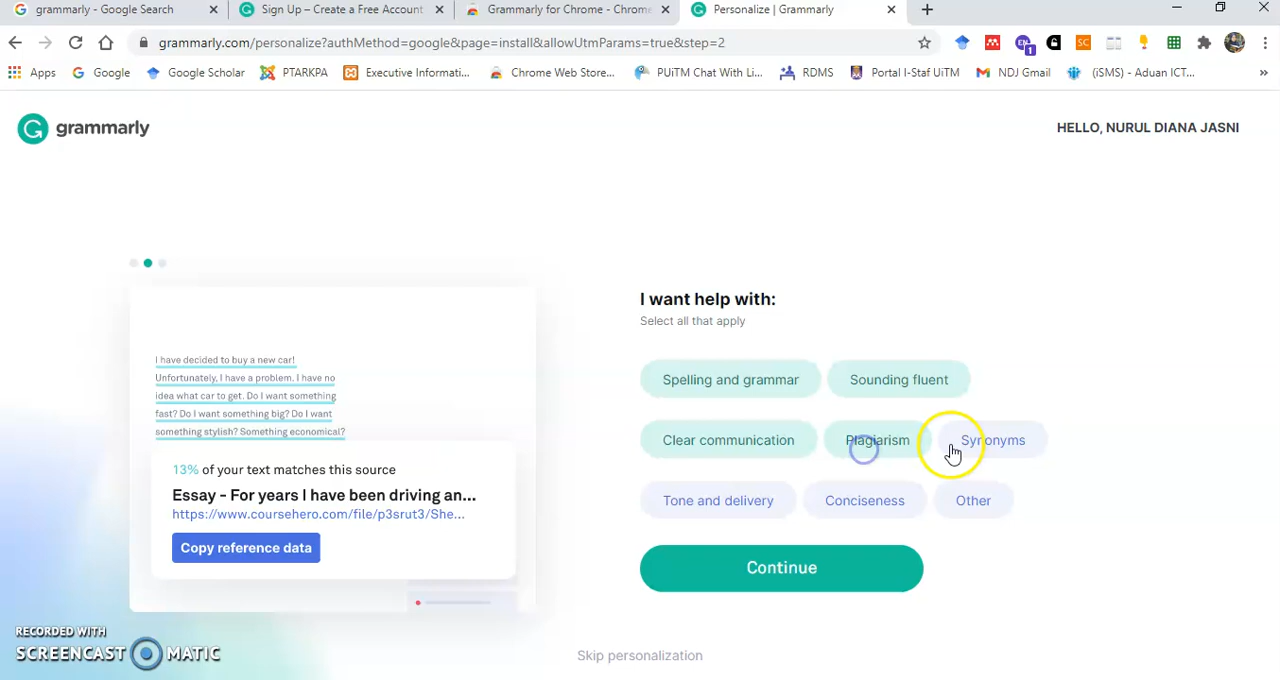 grammarly - Google Search
Sign Up – Create a Free Account
Grammarly for Chrome - Chrome
Personalize | Grammarly
grammarly.com/personalize?authMethod=google&page=install&allowUtmParams=true&step=2
EN
1
SC
Apps
Google
Google Scholar
PTARKPA
Executive Informati...
Chrome Web Store...
PUiTM Chat With Li...
RDMS
Portal I-Staf UiTM
NDJ Gmail
(iSMS) - Aduan ICT...
grammarly
HELLO, NURUL DIANA JASNI
I have decided to buy a new car!
Unfortunately, I have a problem. I have no
idea what car to get. Do I want something
fast? Do I want something big? Do I want
something stylish? Something economical?
13% of your text matches this source
Essay - For years I have been driving an...
https://www.coursehero.com/file/p3srut3/She...
Copy reference data
I want help with:
Select all that apply
Spelling and grammar
Sounding fluent
Clear communication
Plagiarism
Synonyms
Tone and delivery
Conciseness
Other
Continue
Skip personalization
RECORDED WITH
SCREENCAST MATIC